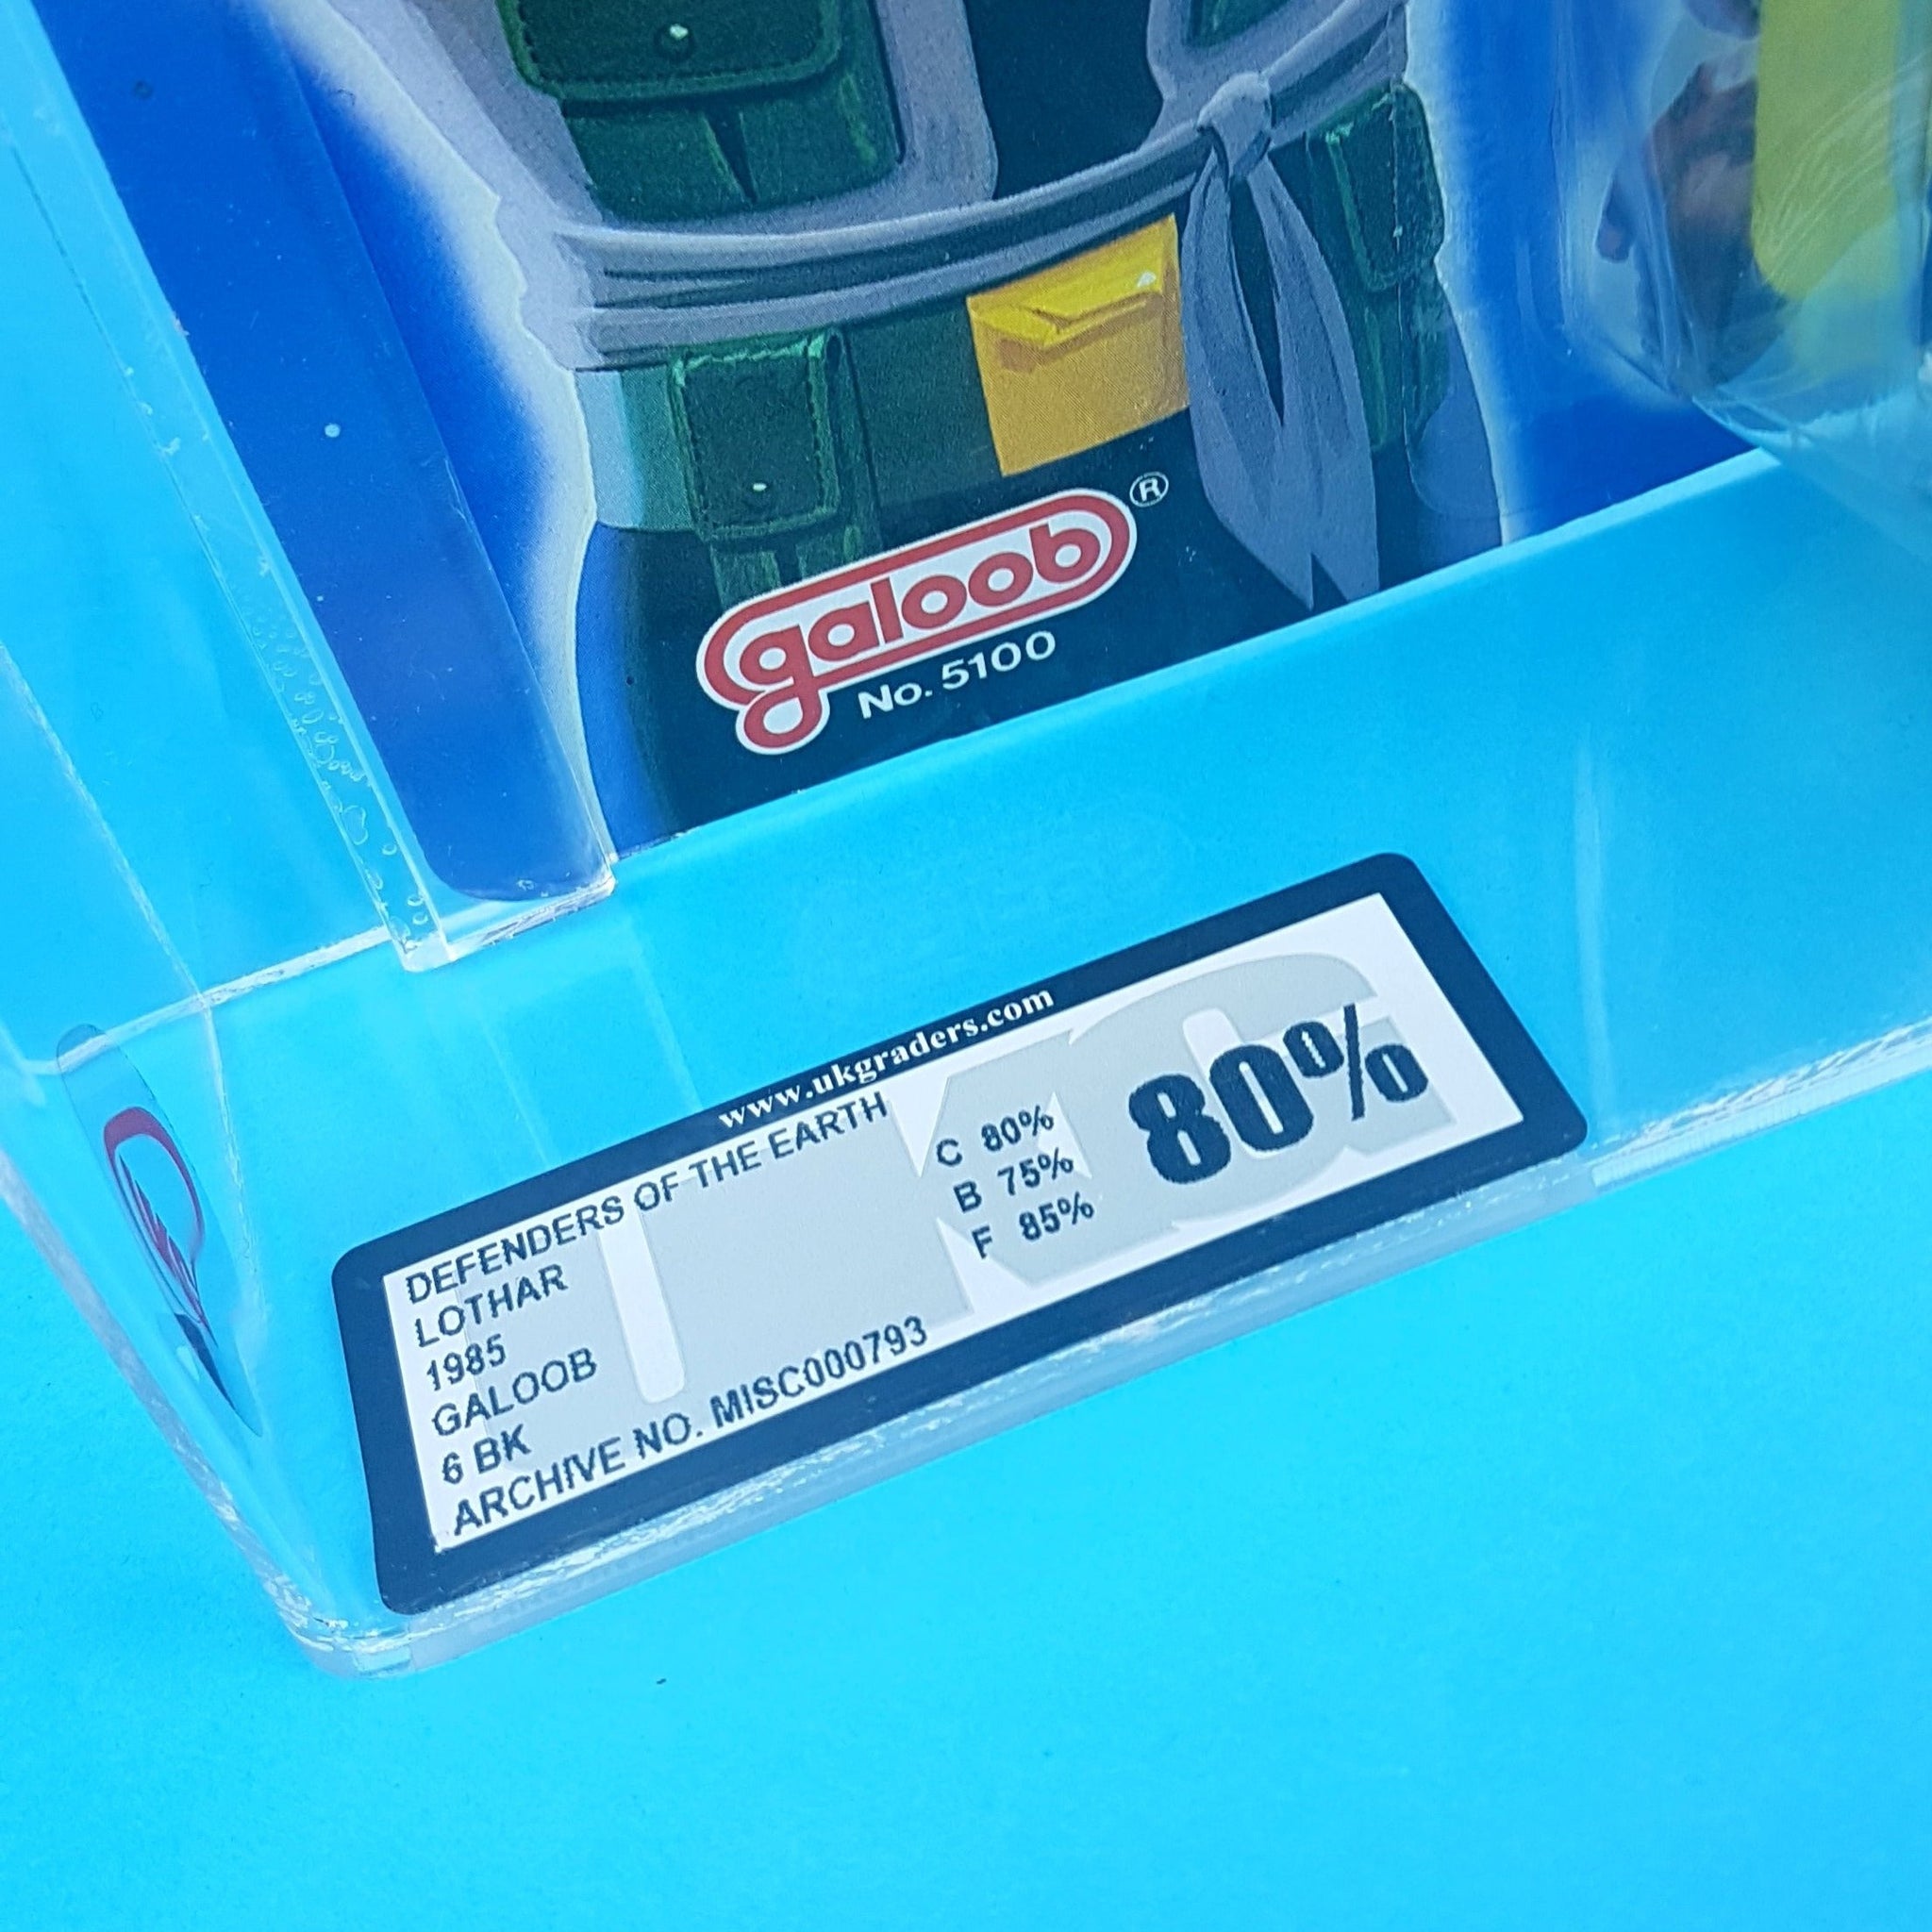 galoob®
No. 5100
www.ukgraders.com
DEFENDERS OF THE EARTH
LOTHAR
1985
GALOOB
6 BK
ARCHIVE NO. MISC000793
C 80%
B 75%
F 85%
80%